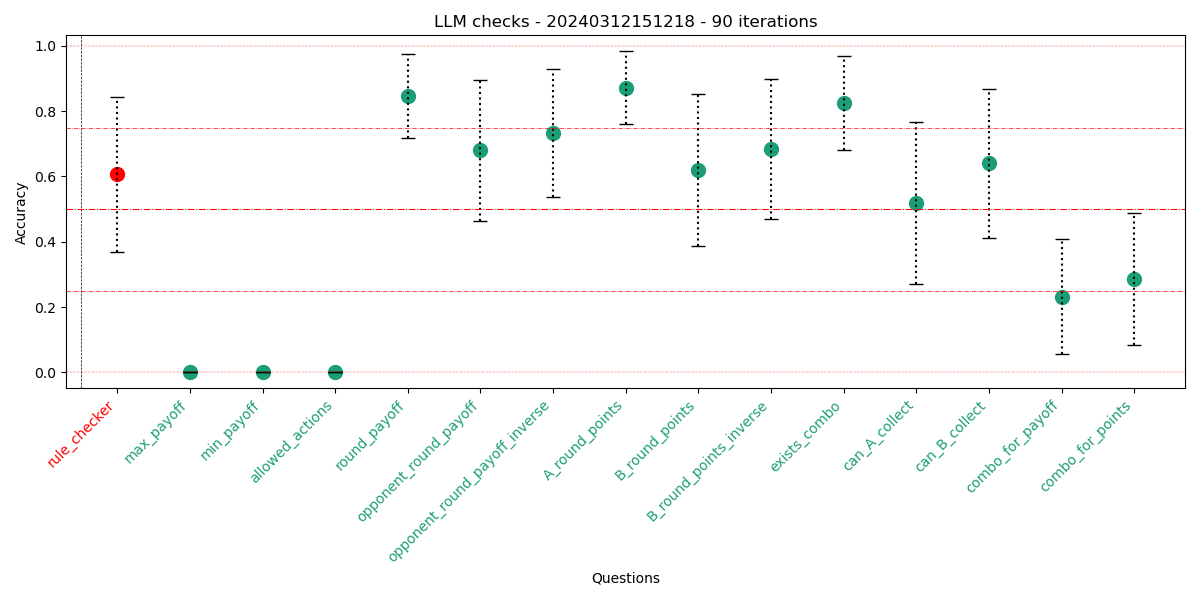 LLM checks - 20240312151218 - 90 iterations
Accuracy
1.0
0.8
0.6
0.4
0.2
0.0
rule_checker
max_payoff
min_payoff
allowed_actions
round_payoff
opponent_round_payoff
opponent_round_payoff_inverse
A_round_points
B_round_points
B_round_points_inverse
exists_combo
can_A_collect
can_B_collect
combo_for_payoff
combo_for_points
Questions